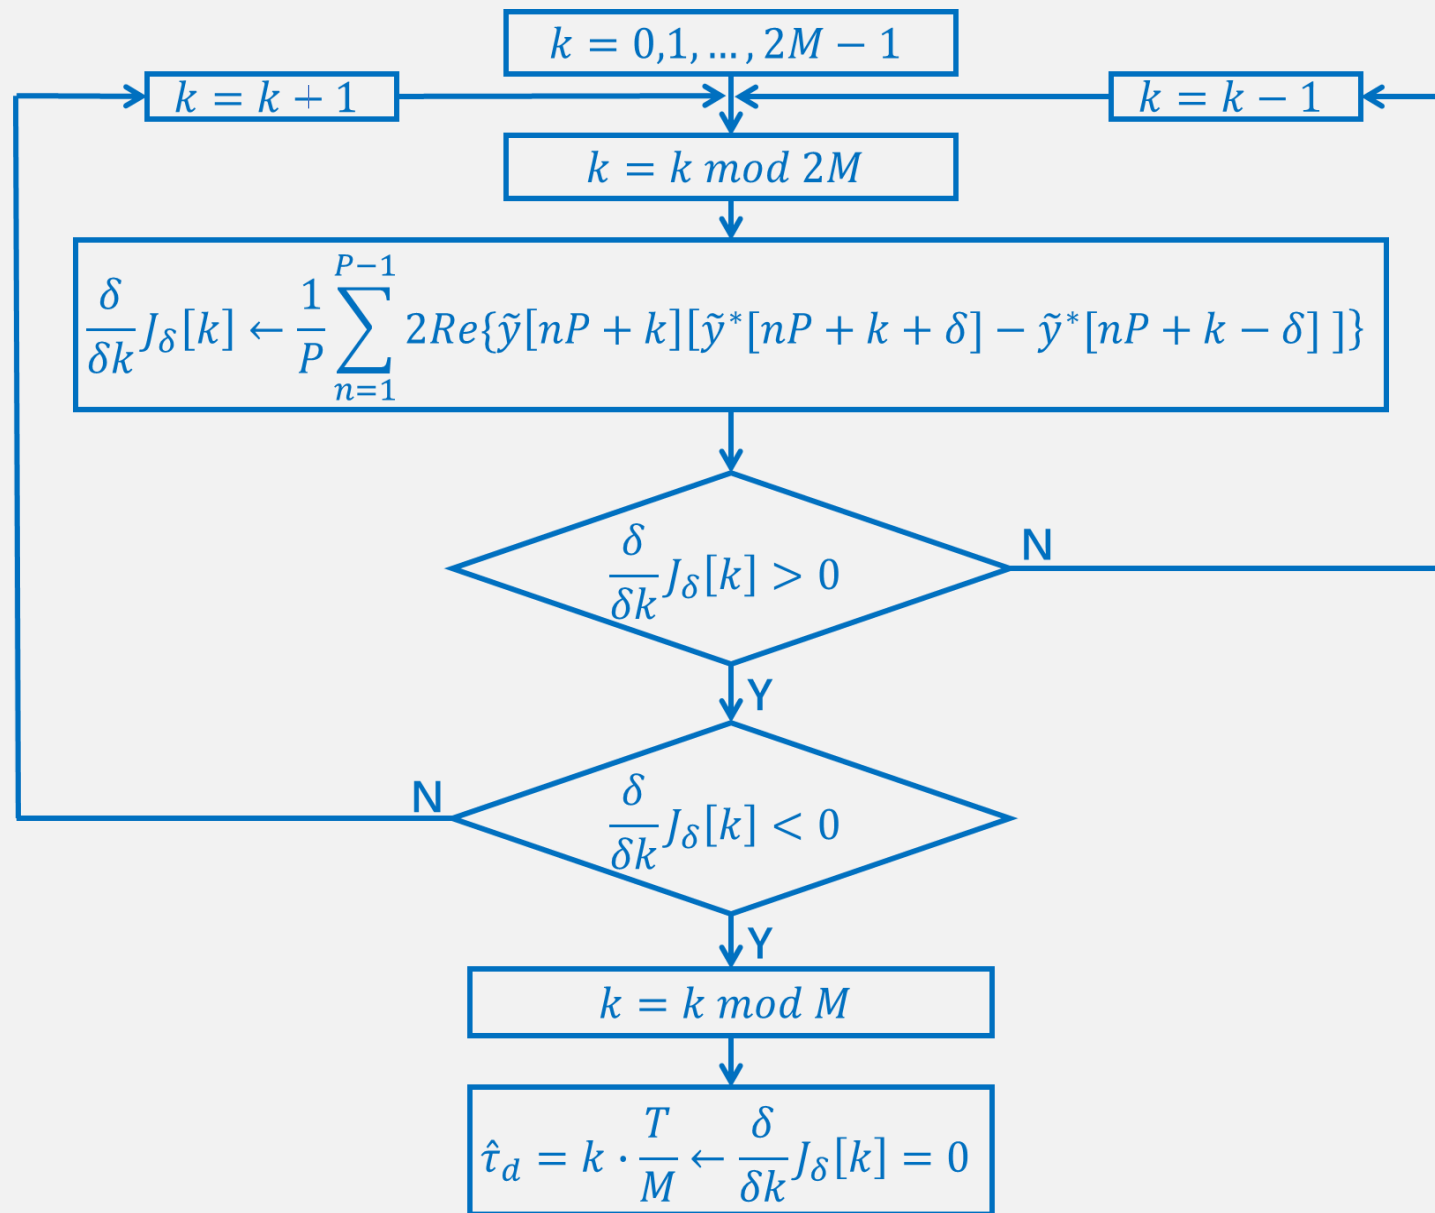 k = 0,1, … , 2M − 1
k = k + 1
k = k − 1
k = k mod 2M
δ/δk J_δ[k] ← 1/P ∑_{n=1}^{P−1} 2Re{ỹ[nP + k][ỹ*[nP + k + δ] − ỹ*[nP + k − δ] ]}
δ/δk J_δ[k] > 0
N
Y
δ/δk J_δ[k] < 0
N
Y
k = k mod M
τ̂_d = k · T/M ← δ/δk J_δ[k] = 0